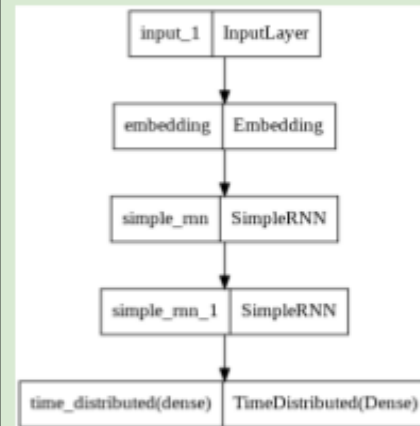 input_1 InputLayer
embedding Embedding
simple_rnn SimpleRNN
simple_rnn_1 SimpleRNN
time_distributed(dense) TimeDistributed(Dense)